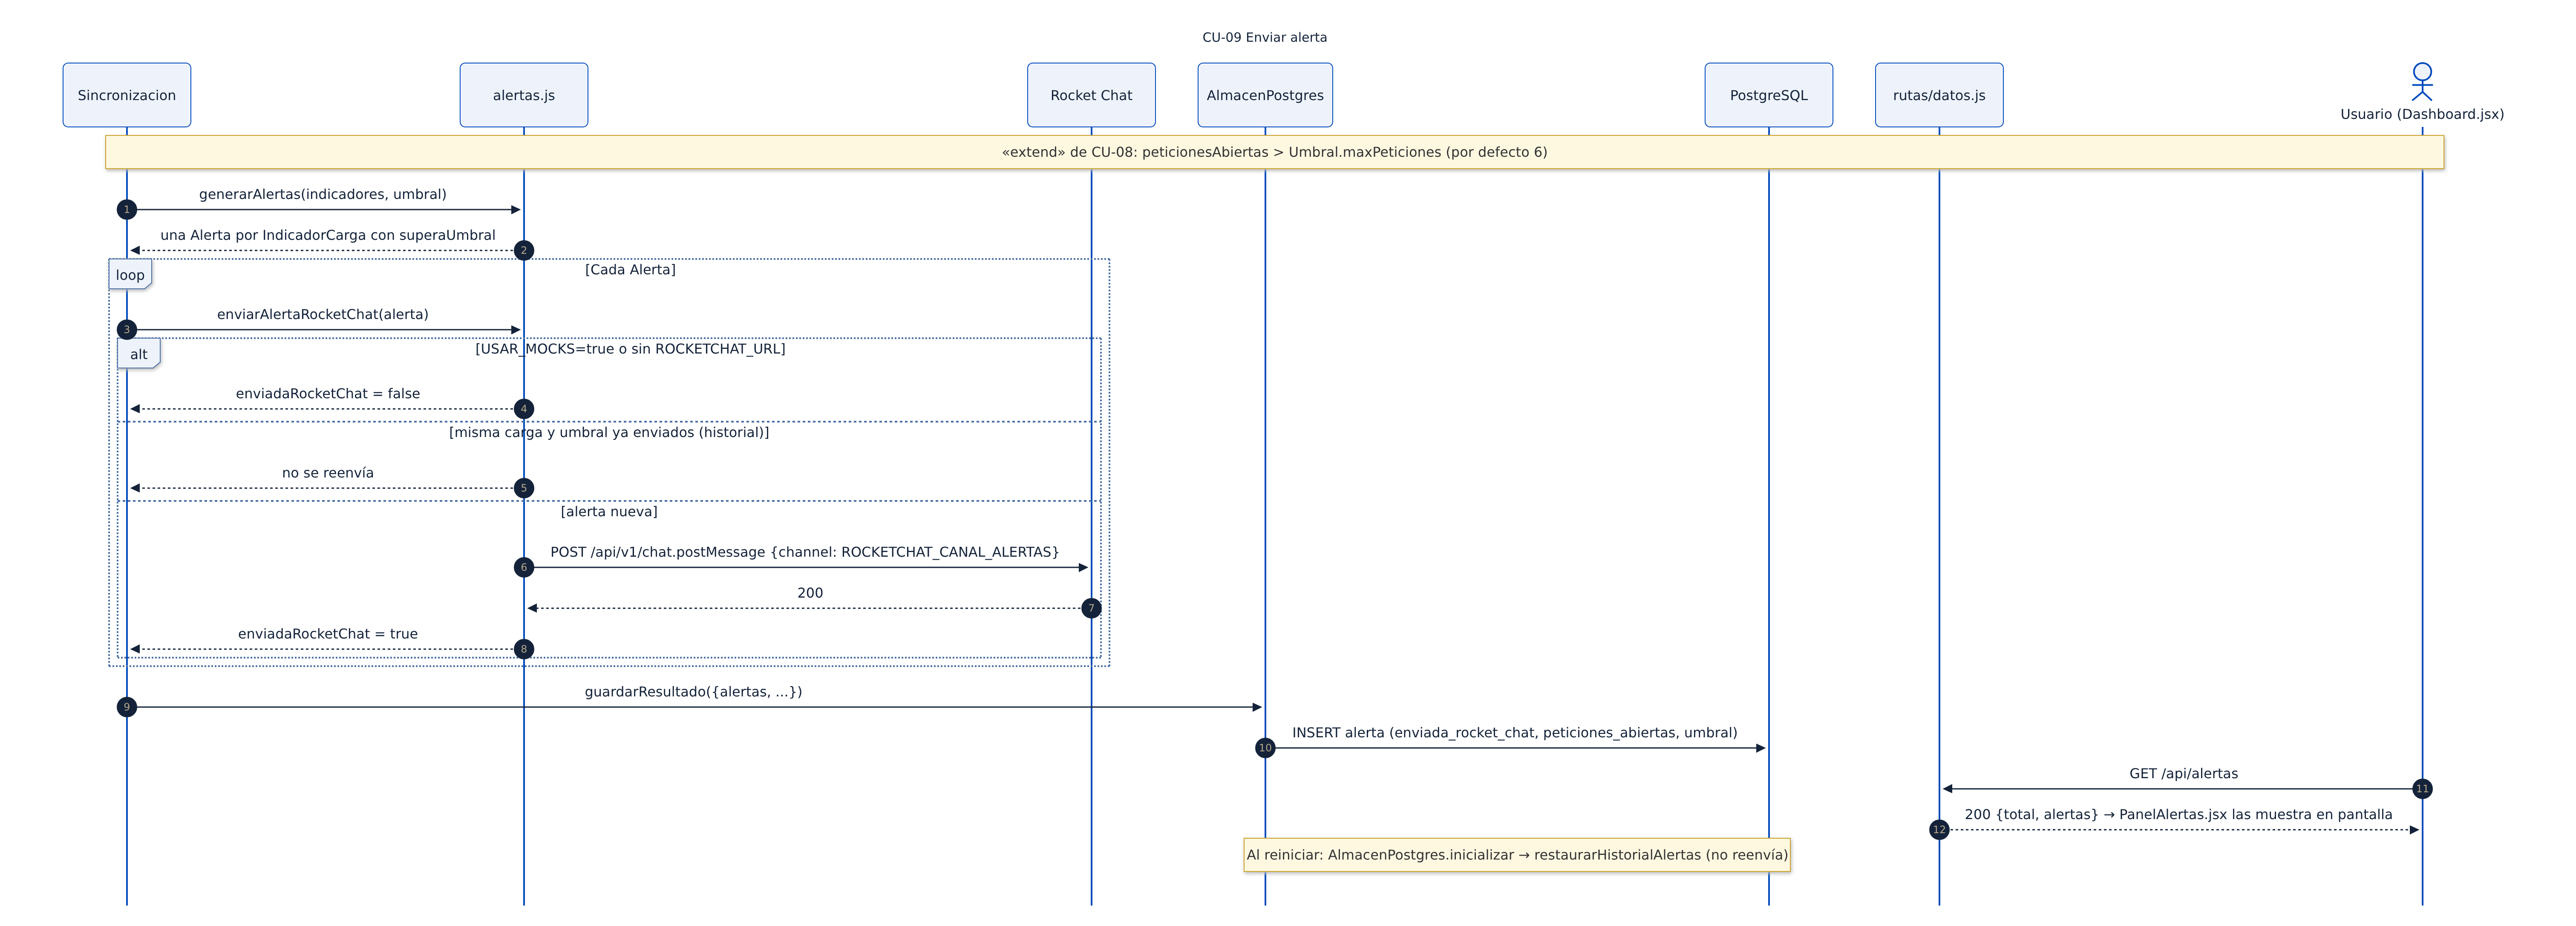 CU-09 Enviar alerta
Sincronizacion
alertas.js
Rocket Chat
AlmacenPostgres
PostgreSQL
rutas/datos.js
Usuario (Dashboard.jsx)
«extend» de CU-08: peticionesAbiertas > Umbral.maxPeticiones (por defecto 6)
generarAlertas(indicadores, umbral)
1
una Alerta por IndicadorCarga con superaUmbral
2
loop
[Cada Alerta]
enviarAlertaRocketChat(alerta)
3
alt
[USAR_MOCKS=true o sin ROCKETCHAT_URL]
enviadaRocketChat = false
4
[misma carga y umbral ya enviados (historial)]
no se reenvía
5
[alerta nueva]
POST /api/v1/chat.postMessage {channel: ROCKETCHAT_CANAL_ALERTAS}
6
200
7
enviadaRocketChat = true
8
guardarResultado({alertas, ...})
9
INSERT alerta (enviada_rocket_chat, peticiones_abiertas, umbral)
10
GET /api/alertas
11
200 {total, alertas} → PanelAlertas.jsx las muestra en pantalla
12
Al reiniciar: AlmacenPostgres.inicializar → restaurarHistorialAlertas (no reenvía)